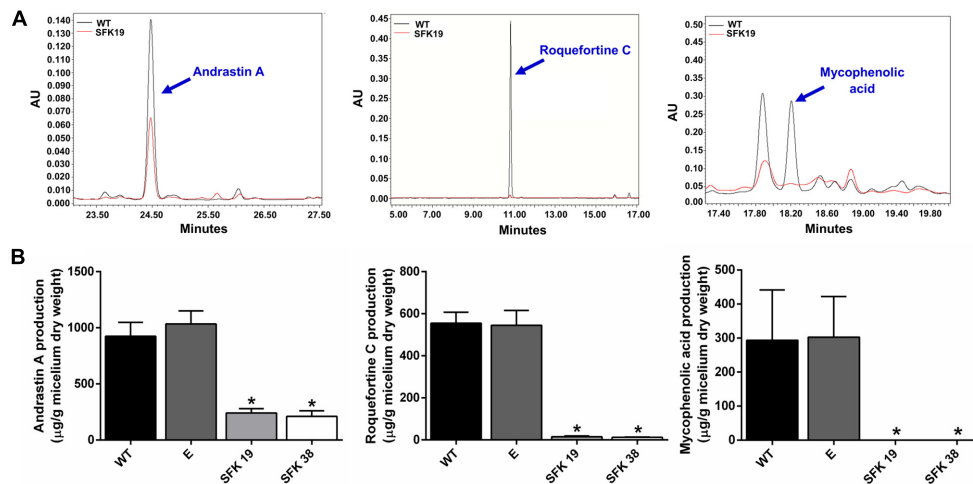 A
WT
SFK19
Andrastin A
AU
0.140
0.130
0.120
0.110
0.100
0.090
0.080
0.070
0.060
0.050
0.040
0.030
0.020
0.010
0.000
23.50 24.50 25.50 26.50 27.50
Minutes
WT
SFK19
Roquefortine C
AU
0.45
0.40
0.35
0.30
0.25
0.20
0.15
0.10
0.05
0.00
5.00 7.00 9.00 11.00 13.00 15.00 17.00
Minutes
WT
SFK19
Mycophenolic
acid
AU
0.50
0.40
0.30
0.20
0.10
0.05
0.00
17.40 17.80 18.20 18.60 19.00 19.40 19.80
Minutes
B
Andrastin A production
(µg/g micelium dry weight)
1500
1000
500
0
* *
WT E SFK 19 SFK 38
Roquefortine C production
(µg/g micelium dry weight)
800
600
400
200
0
* *
WT E SFK 19 SFK 38
Mycophenolic acid production
(µg/g micelium dry weight)
500
400
300
200
100
0
* *
WT E SFK 19 SFK 38